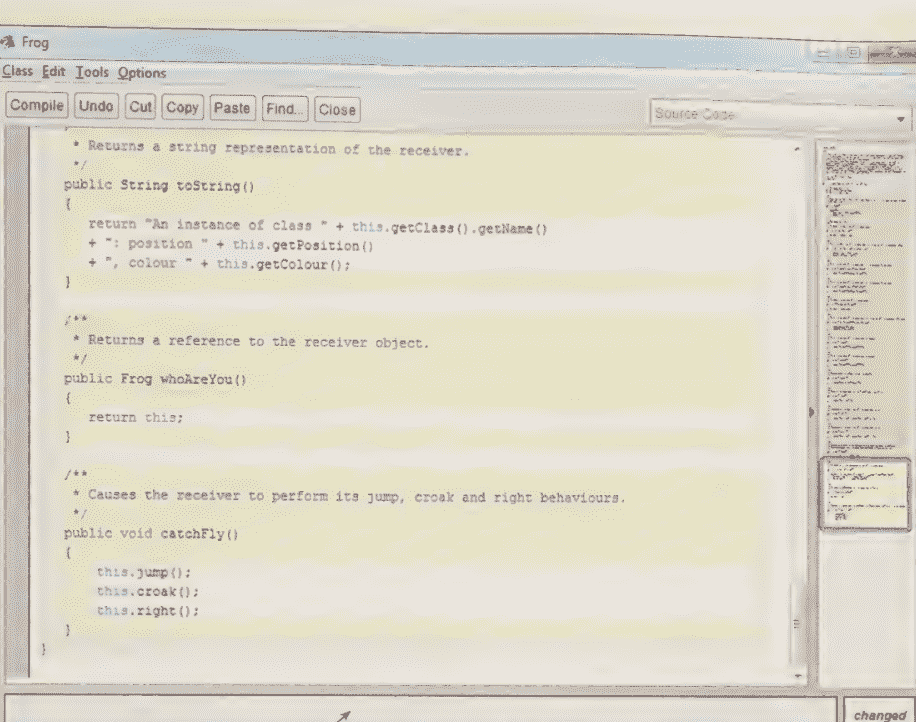 Frog
Class Edit Tools Options
Compile Undo Cut Copy Paste Find... Close
Source Code
* Returns a string representation of the receiver.
*/
public String toString()
{
return "An instance of class " + this.getClass().getName()
+ ": position " + this.getPosition()
+ ", colour " + this.getColour();
}
/**
* Returns a reference to the receiver object.
*/
public Frog whoAreYou()
{
return this;
}
/**
* Causes the receiver to perform its jump, croak and right behaviours.
*/
public void catchFly()
{
this.jump();
this.croak();
this.right();
}
}
changed